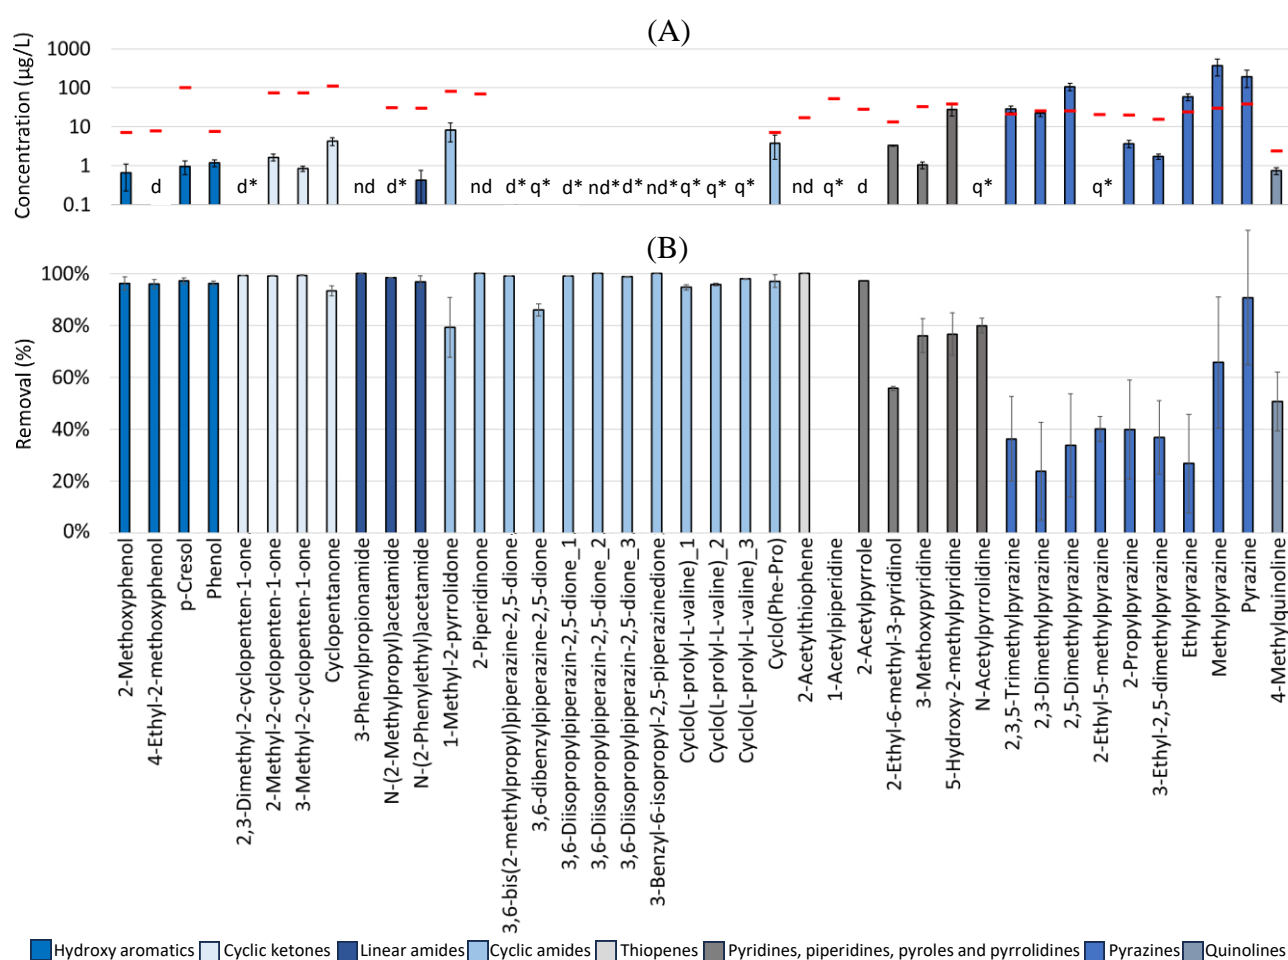 (A)
Concentration (µg/L)
1000
100
10
1
0.1
d
d*
nd
d*
nd
d*
q*
d*
nd*
d*
nd*
q*
q*
q*
nd
q*
d
q*
q*
(B)
Removal (%)
100%
80%
60%
40%
20%
0%
2-Methoxyphenol
4-Ethyl-2-methoxyphenol
p-Cresol
Phenol
2,3-Dimethyl-2-cyclopenten-1-one
2-Methyl-2-cyclopenten-1-one
3-Methyl-2-cyclopenten-1-one
Cyclopentanone
3-Phenylpropionamide
N-(2-Methylpropyl)acetamide
N-(2-Phenylethyl)acetamide
1-Methyl-2-pyrrolidone
2-Piperidinone
3,6-bis(2-methylpropyl)piperazine-2,5-dione
3,6-dibenzylpiperazine-2,5-dione
3,6-Diisopropylpiperazin-2,5-dione_1
3,6-Diisopropylpiperazin-2,5-dione_2
3,6-Diisopropylpiperazin-2,5-dione_3
3-Benzyl-6-isopropyl-2,5-piperazinedione
Cyclo(L-prolyl-L-valine)_1
Cyclo(L-prolyl-L-valine)_2
Cyclo(L-prolyl-L-valine)_3
Cyclo(Phe-Pro)
2-Acetylthiophene
1-Acetylpiperidine
2-Acetylpyrrole
2-Ethyl-6-methyl-3-pyridinol
3-Methoxypyridine
5-Hydroxy-2-methylpyridine
N-Acetylpyrrolidine
2,3,5-Trimethylpyrazine
2,3-Dimethylpyrazine
2,5-Dimethylpyrazine
2-Ethyl-5-methylpyrazine
2-Propylpyrazine
3-Ethyl-2,5-dimethylpyrazine
Ethylpyrazine
Methylpyrazine
Pyrazine
4-Methylquinoline
Hydroxy aromatics
Cyclic ketones
Linear amides
Cyclic amides
Thiopenes
Pyridines, piperidines, pyroles and pyrrolidines
Pyrazines
Quinolines